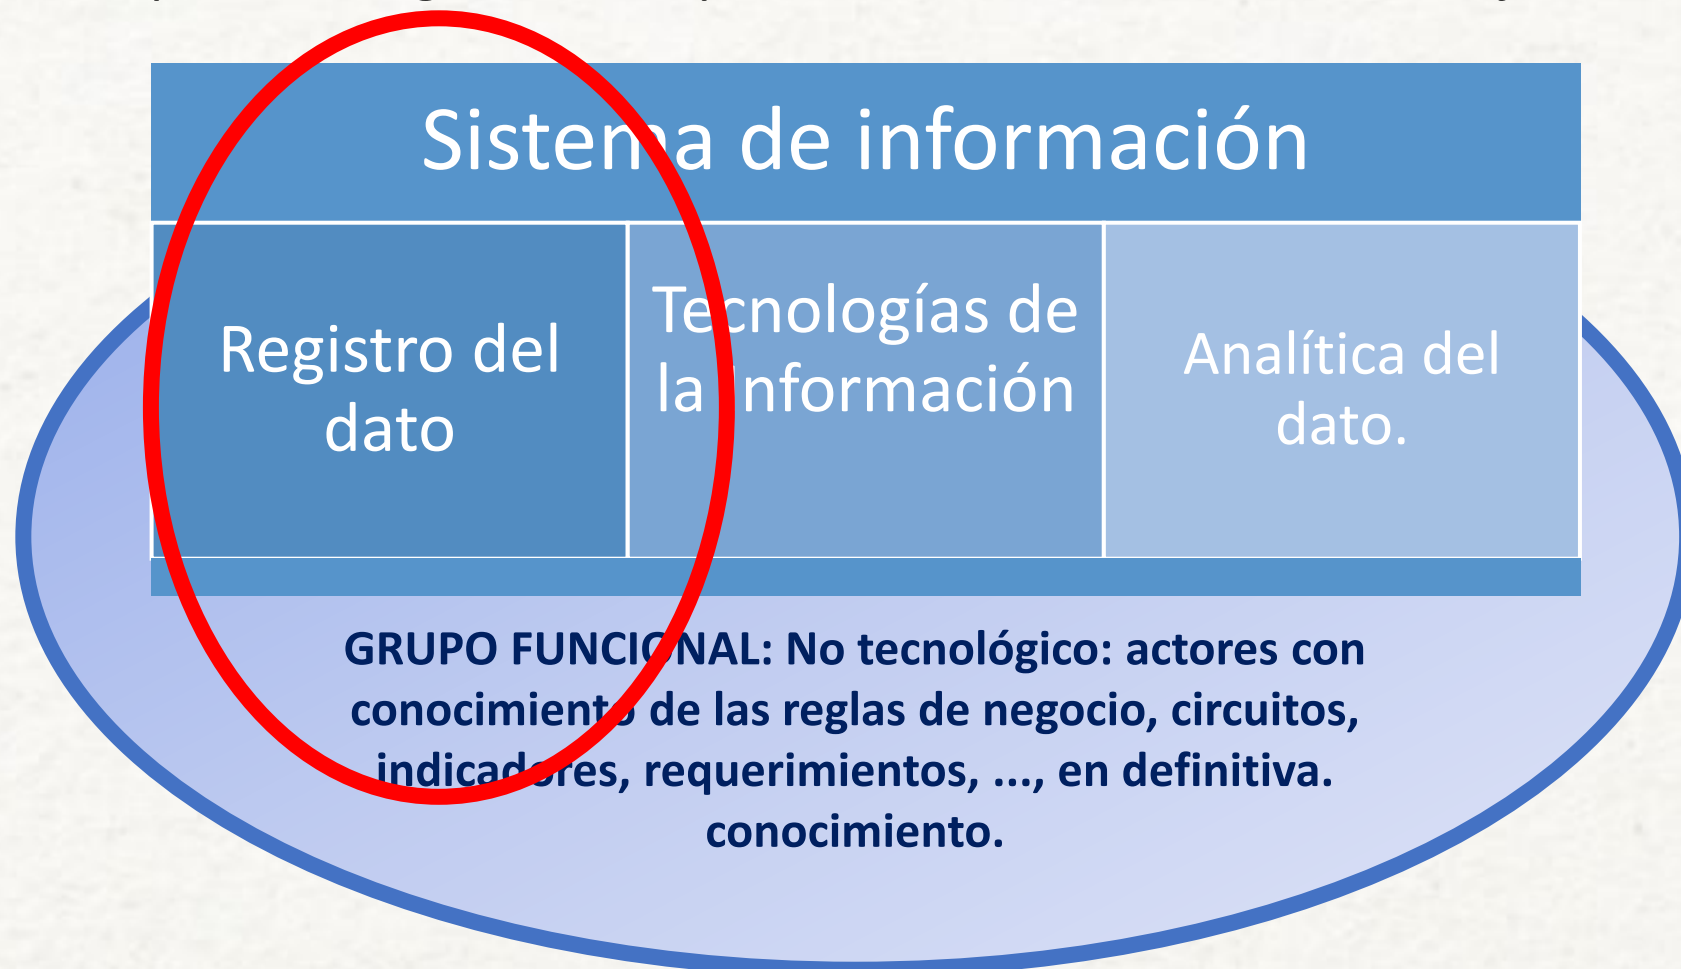 Sistema de información
Registro del
dato
Tecnologías de
la información
Analítica del
dato.
GRUPO FUNCIONAL: No tecnológico: actores con
conocimiento de las reglas de negocio, circuitos,
indicadores, requerimientos, ..., en definitiva.
conocimiento.